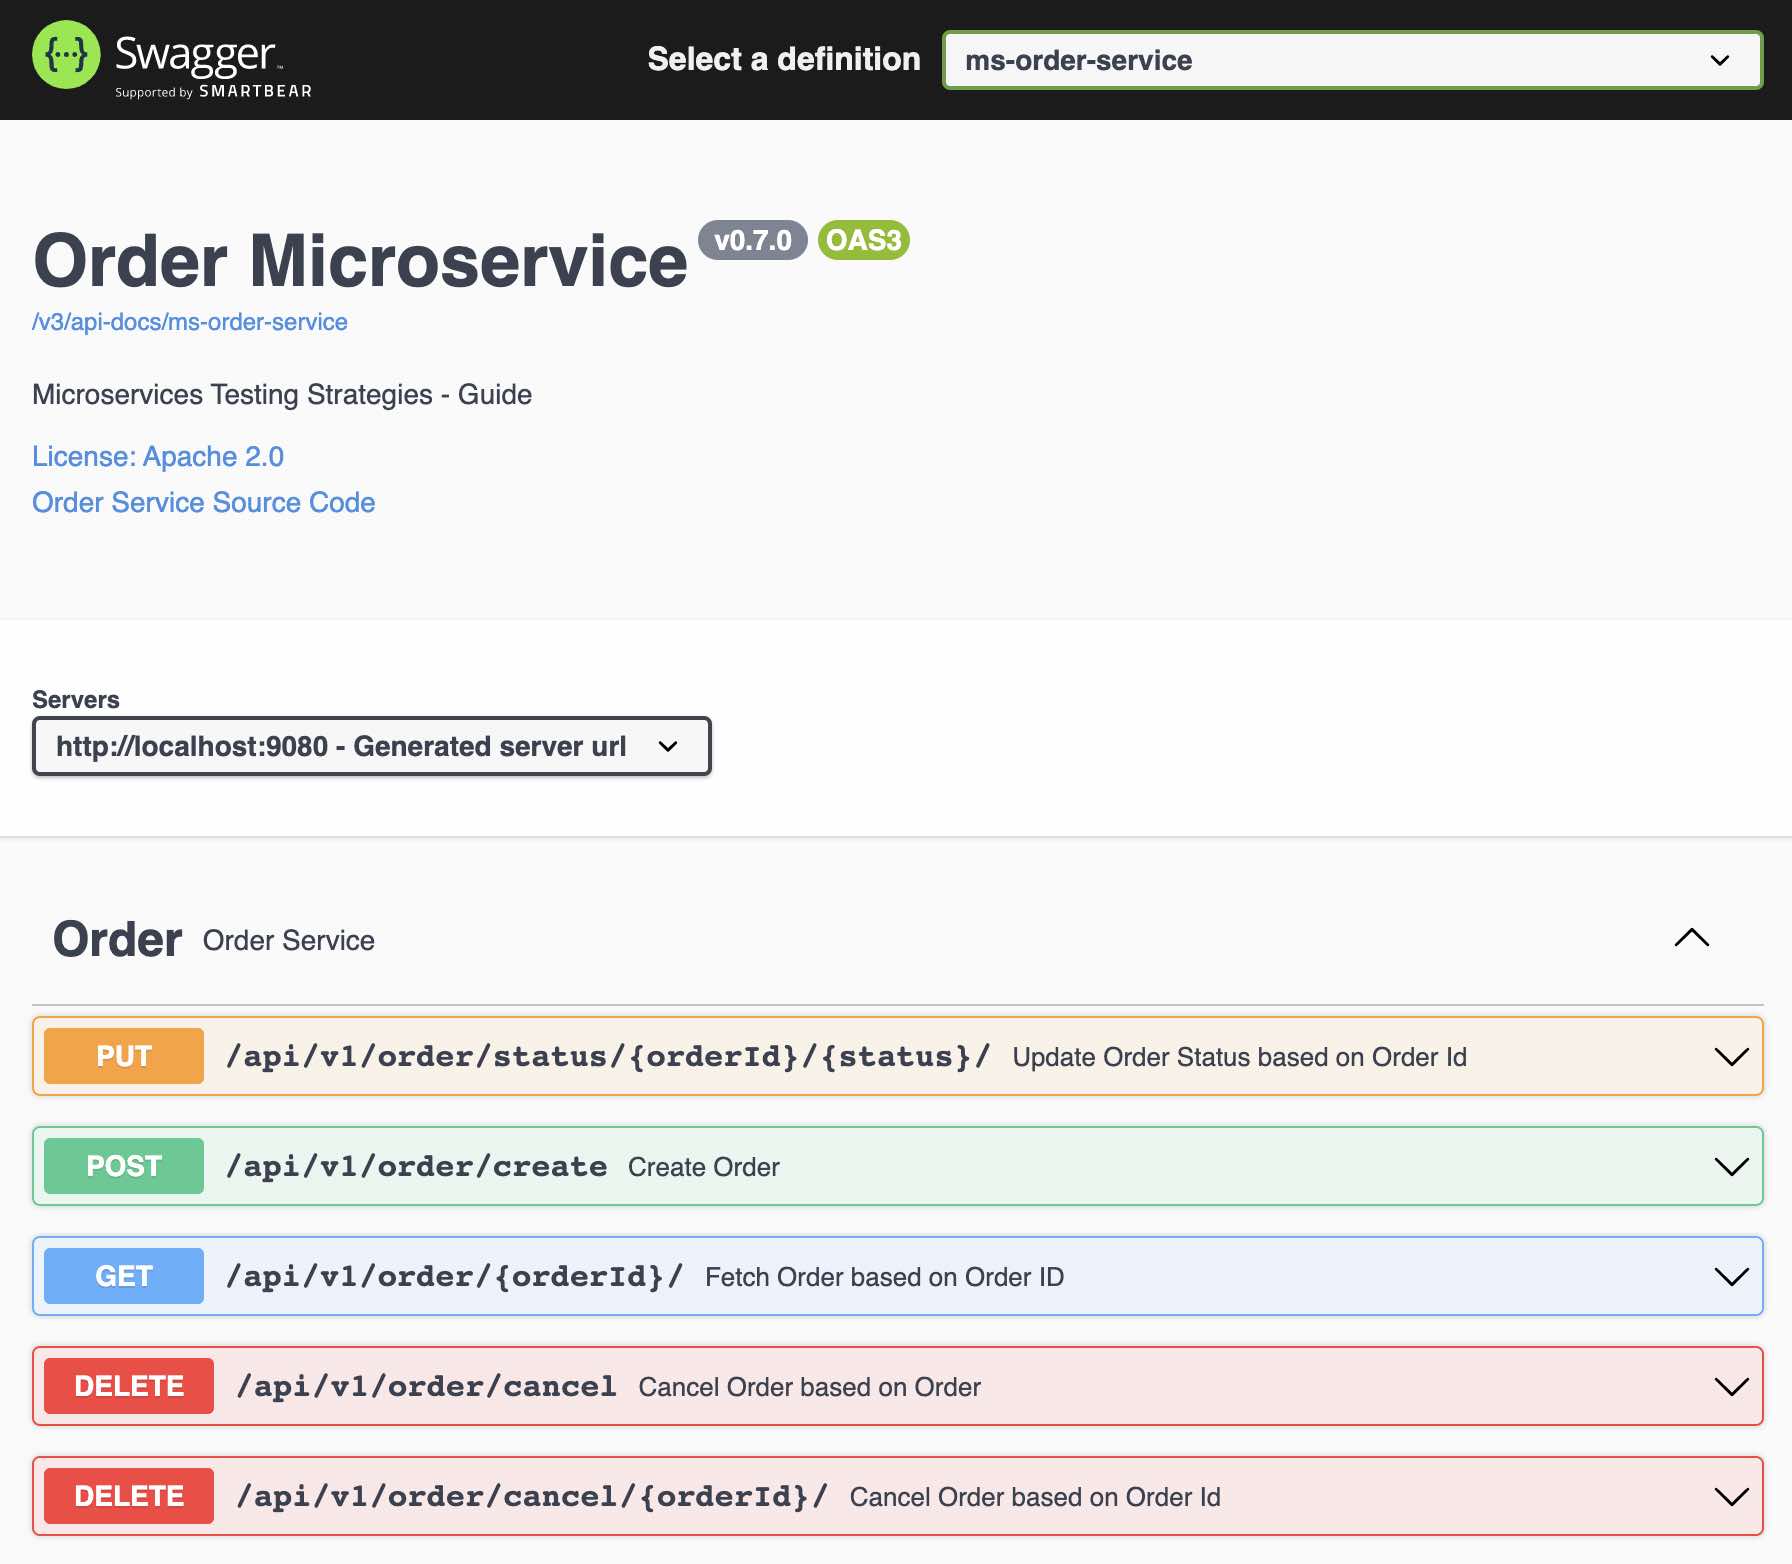 {···} Swagger™
Supported by SMARTBEAR
Select a definition
ms-order-service
Order Microservice v0.7.0 OAS3
/v3/api-docs/ms-order-service
Microservices Testing Strategies - Guide
License: Apache 2.0
Order Service Source Code
Servers
http://localhost:9080 - Generated server url
Order Order Service
PUT /api/v1/order/status/{orderId}/{status}/ Update Order Status based on Order Id
POST /api/v1/order/create Create Order
GET /api/v1/order/{orderId}/ Fetch Order based on Order ID
DELETE /api/v1/order/cancel Cancel Order based on Order
DELETE /api/v1/order/cancel/{orderId}/ Cancel Order based on Order Id